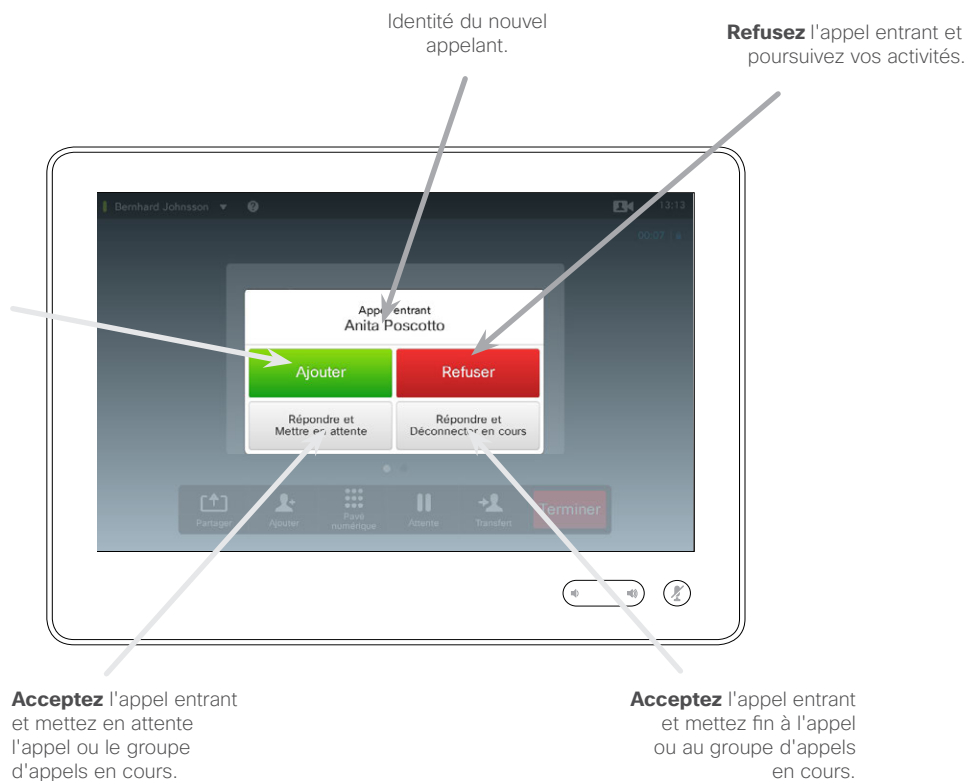 Identité du nouvel
appelant.
Refusez l'appel entrant et
poursuivez vos activités.
Bernhard Johnsson
13:13
00:07
Appel entrant
Anita Poscotto
Ajouter
Refuser
Répondre et
Mettre en attente
Répondre et
Déconnecter en cours
Partager
Ajouter
Pavé
numérique
Attente
Transfert
Terminer
Acceptez l'appel entrant
et mettez en attente
l'appel ou le groupe
d'appels en cours.
Acceptez l'appel entrant
et mettez fin à l'appel
ou au groupe d'appels
en cours.